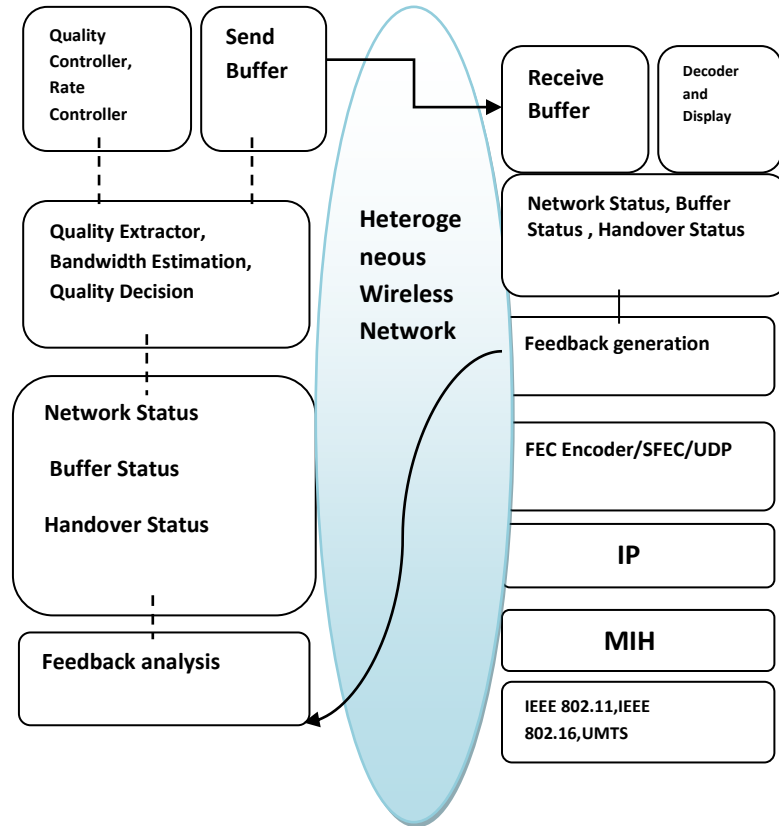 Quality
Controller,
Rate
Controller
Send
Buffer
Receive
Buffer
Decoder
and
Display
Quality Extractor,
Bandwidth Estimation,
Quality Decision
Heteroge
neous
Wireless
Network
Network Status, Buffer
Status , Handover Status
Feedback generation
Network Status
Buffer Status
Handover Status
FEC Encoder/SFEC/UDP
IP
MIH
Feedback analysis
IEEE 802.11,IEEE
802.16,UMTS